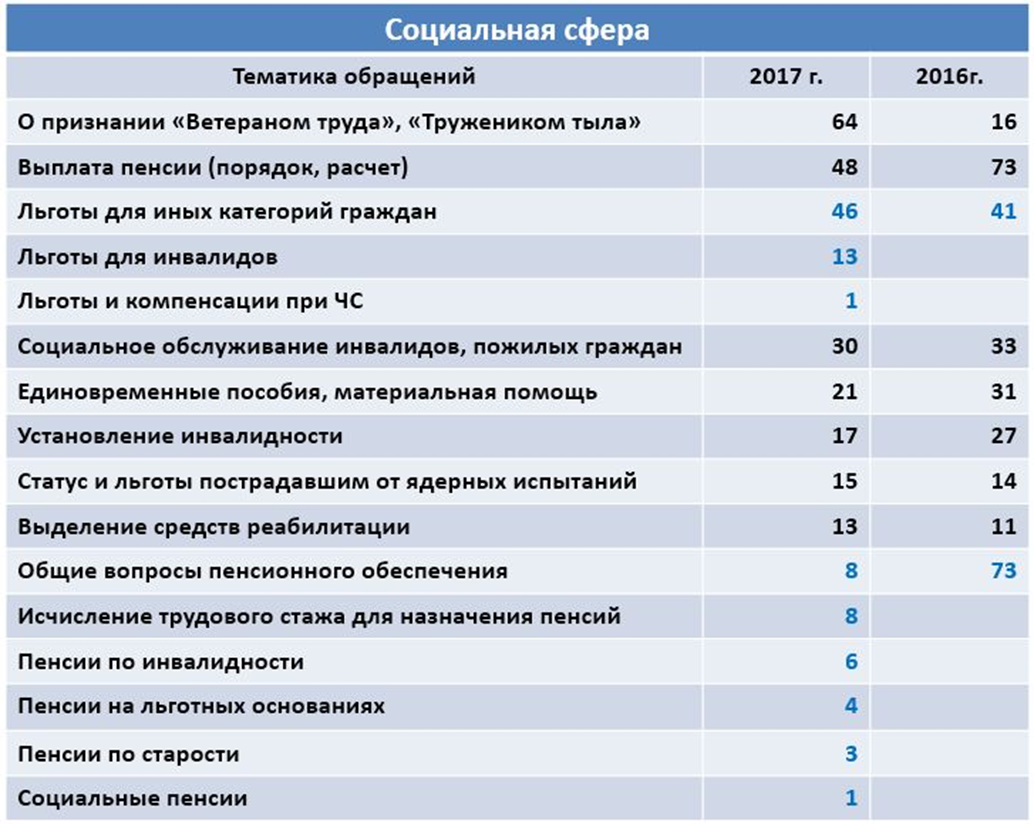 Социальная сфера
Тематика обращений 2017 г. 2016г.
О признании «Ветераном труда», «Тружеником тыла» 64 16
Выплата пенсии (порядок, расчет) 48 73
Льготы для иных категорий граждан 46 41
Льготы для инвалидов 13
Льготы и компенсации при ЧС 1
Социальное обслуживание инвалидов, пожилых граждан 30 33
Единовременные пособия, материальная помощь 21 31
Установление инвалидности 17 27
Статус и льготы пострадавшим от ядерных испытаний 15 14
Выделение средств реабилитации 13 11
Общие вопросы пенсионного обеспечения 8 73
Исчисление трудового стажа для назначения пенсий 8
Пенсии по инвалидности 6
Пенсии на льготных основаниях 4
Пенсии по старости 3
Социальные пенсии 1